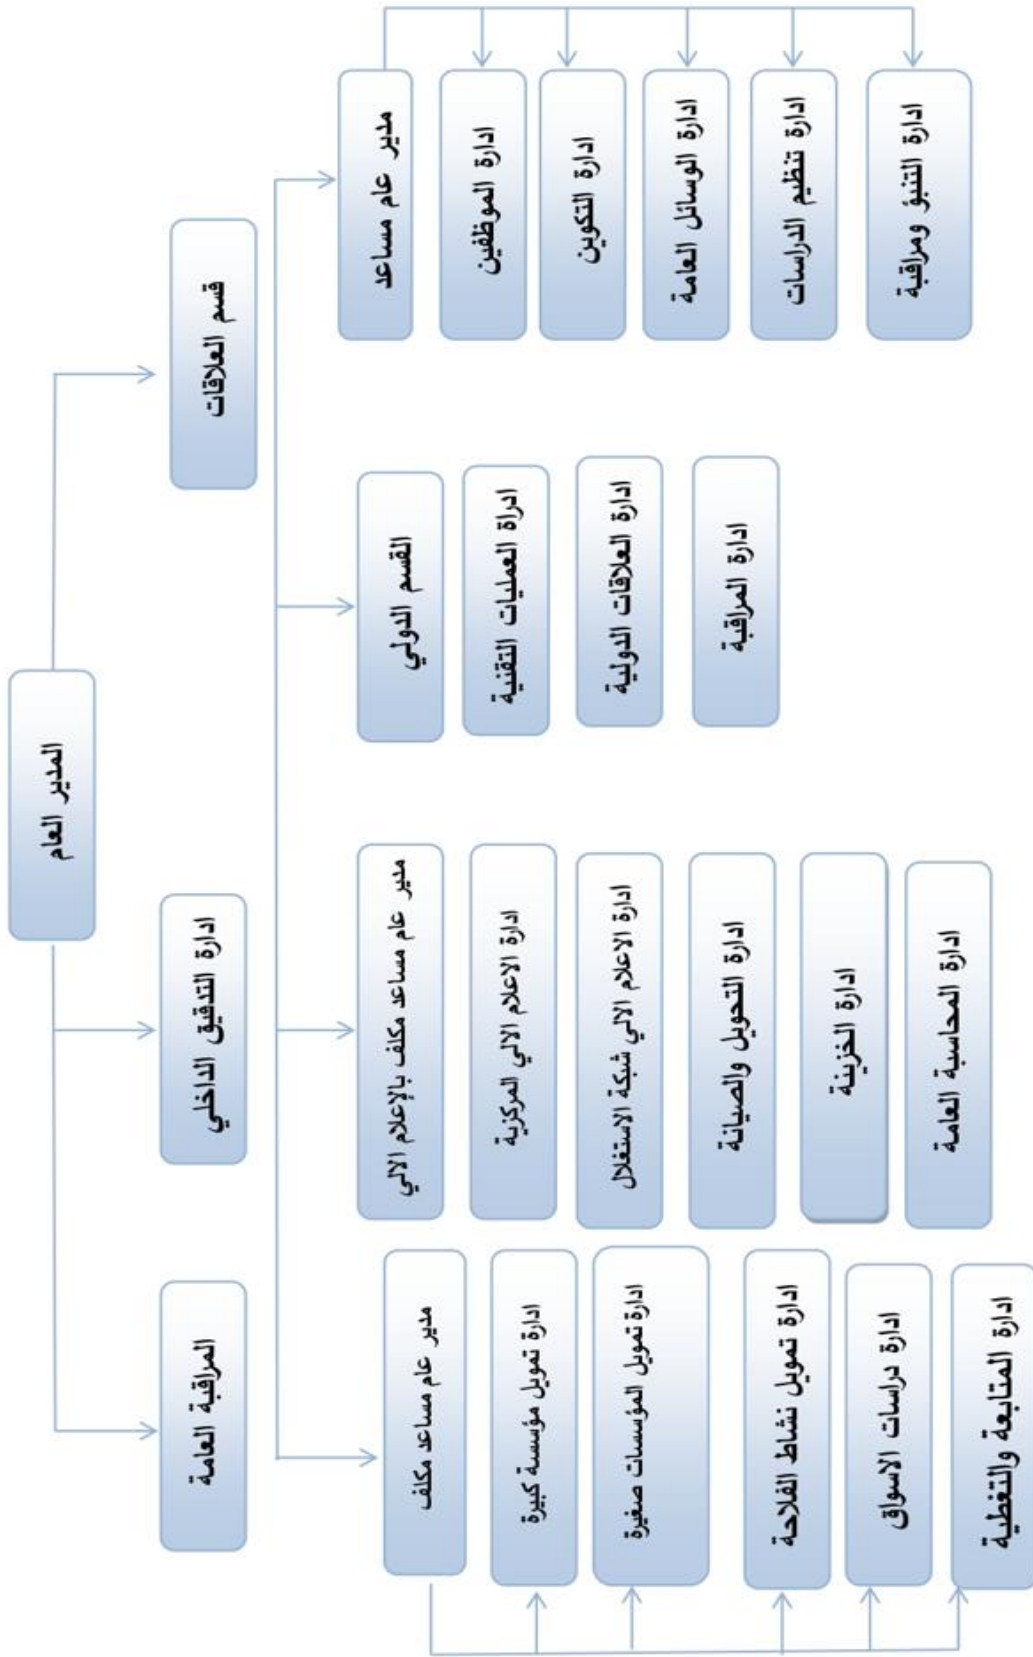 المدير العام
قسم العلاقات
ادارة التدقيق الداخلي
المراقبة العامة
مدير عام مساعد
ادارة الموظفين
ادارة التكوين
ادارة الوسائل العامة
ادارة تنظيم الدراسات
ادارة التنبؤ ومراقبة
القسم الدولي
ادراة العمليات التقنية
ادارة العلاقات الدولية
ادارة المراقبة
مدير عام مساعد مكلف بالإعلام الالي
ادارة الاعلام الالي المركزية
ادارة الاعلام الالي شبكة الاستغلال
ادارة التحويل والصيانة
ادارة الخزينة
ادارة المحاسبة العامة
مدير عام مساعد مكلف
ادارة تمويل مؤسسة كبيرة
ادارة تمويل المؤسسات صغيرة
ادارة تمويل نشاط الفلاحة
ادارة دراسات الاسواق
ادارة المتابعة والتغطية